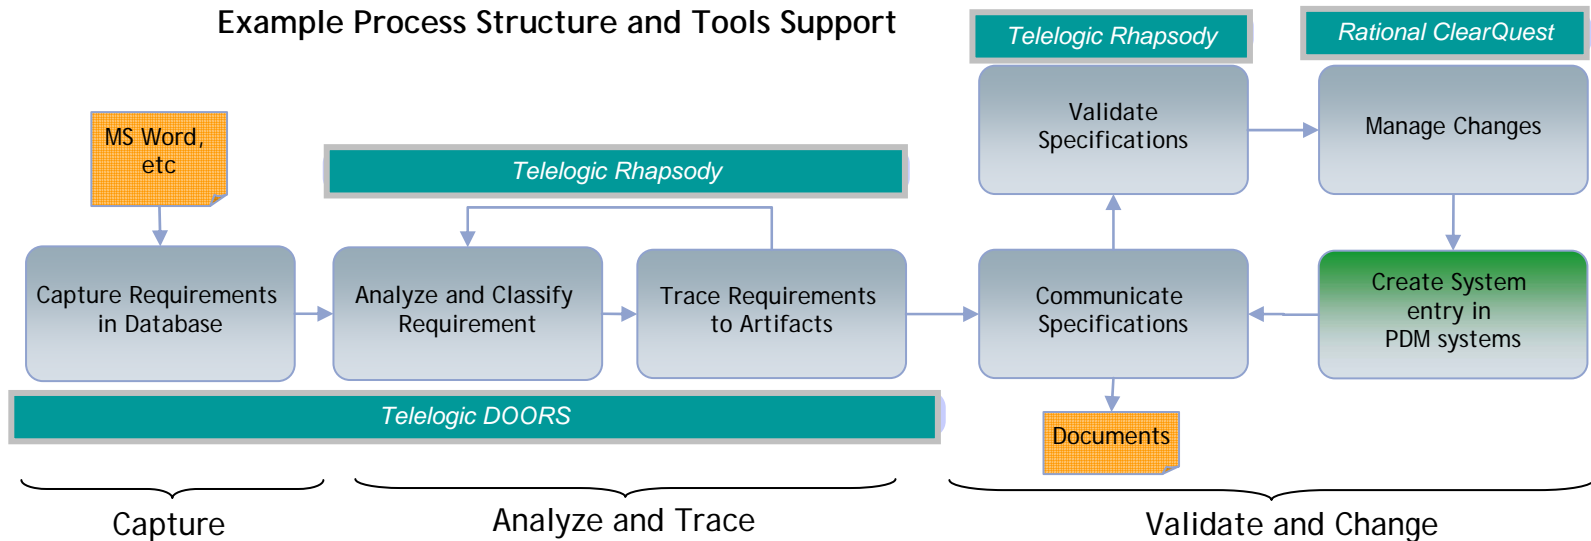 Example Process Structure and Tools Support
Telelogic Rhapsody
Rational ClearQuest
MS Word,
etc
Validate
Specifications
Manage Changes
Telelogic Rhapsody
Capture Requirements
in Database
Analyze and Classify
Requirement
Trace Requirements
to Artifacts
Communicate
Specifications
Create System
entry in
PDM systems
Telelogic DOORS
Documents
Capture
Analyze and Trace
Validate and Change